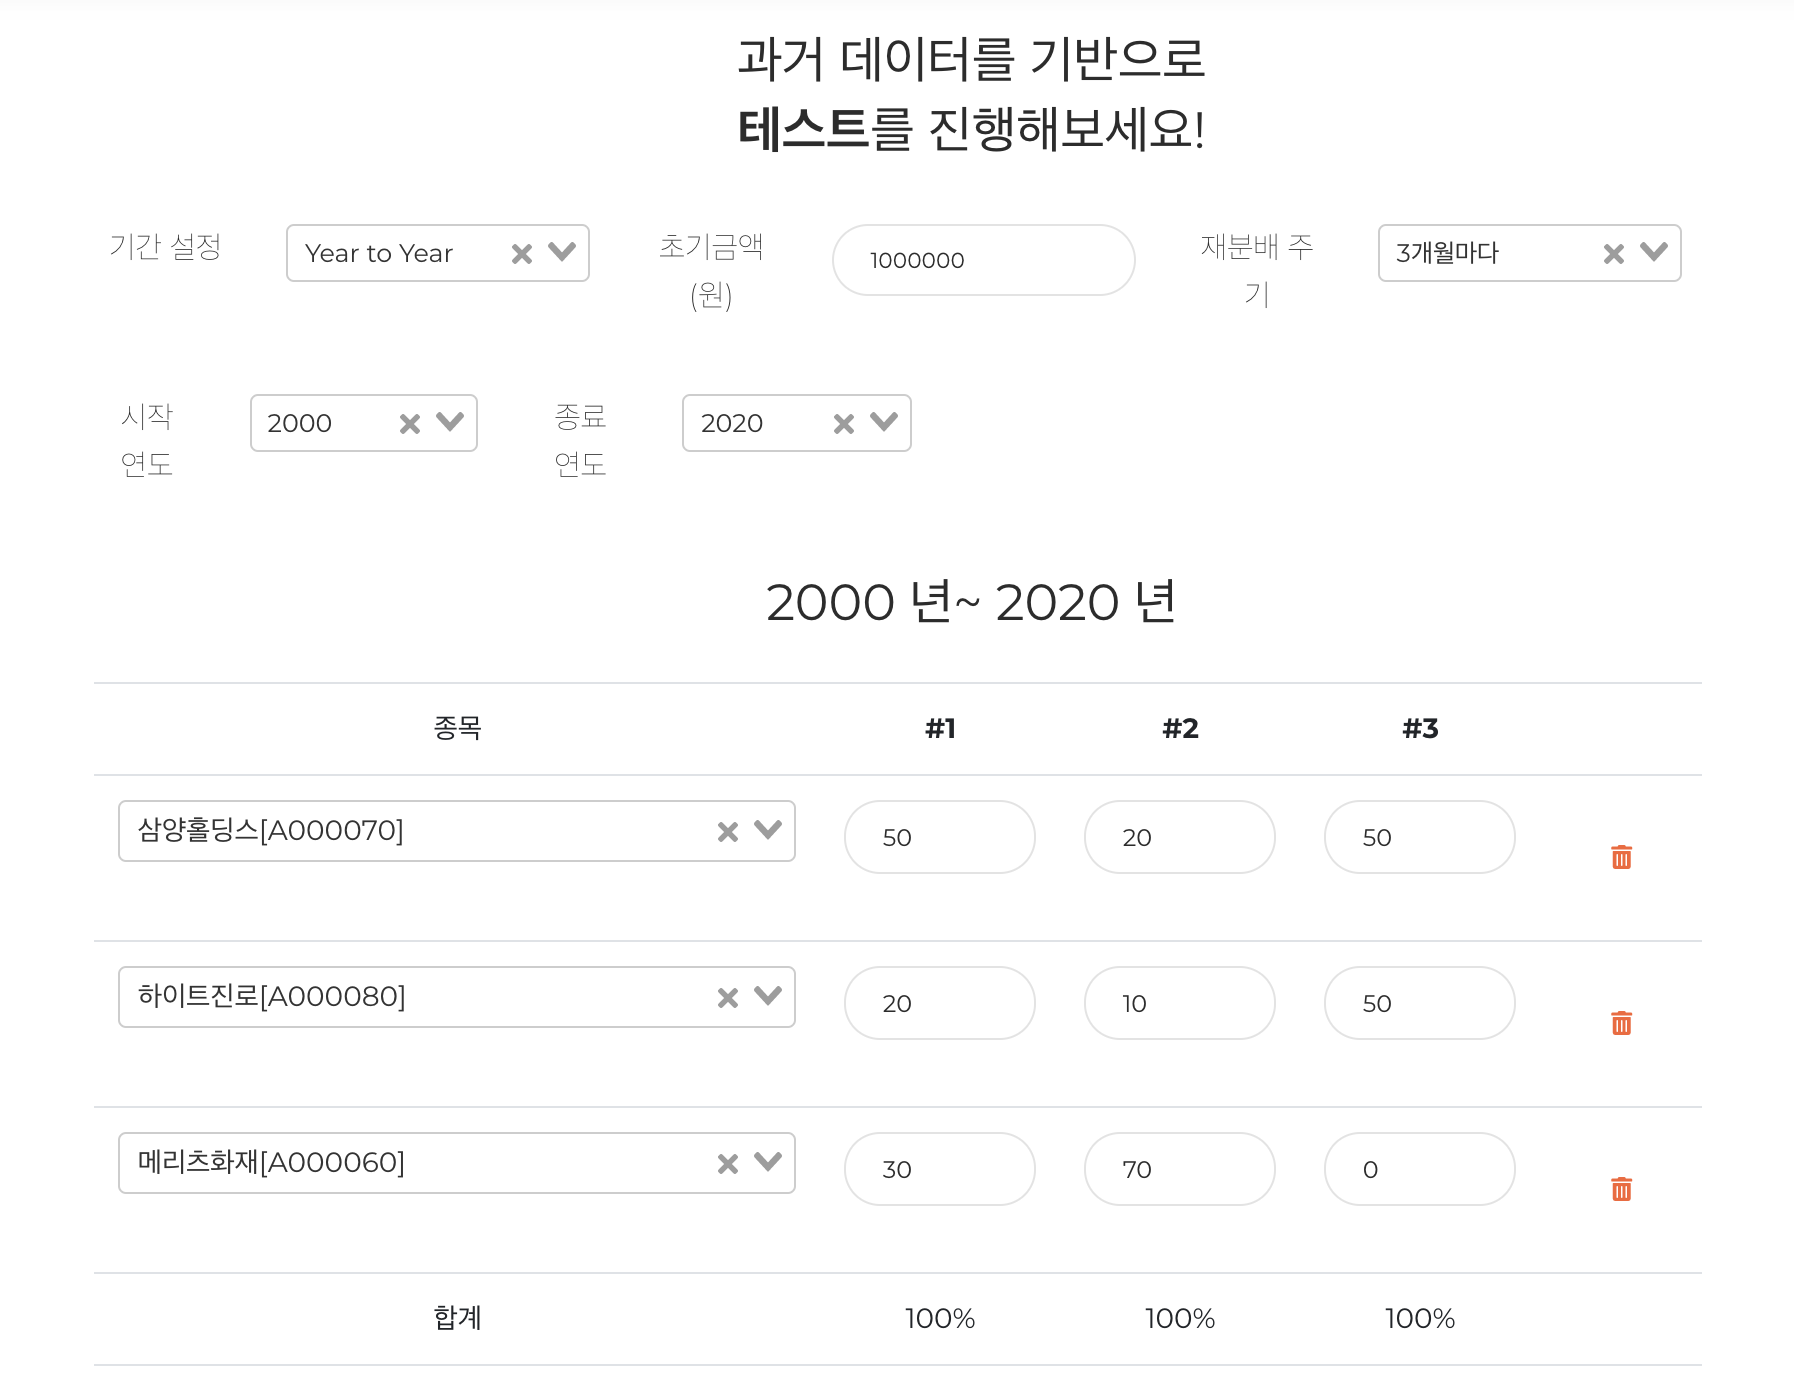 과거 데이터를 기반으로
테스트를 진행해보세요!
기간 설정
Year to Year
초기금액
(원)
1000000
재분배 주
기
3개월마다
시작
연도
2000
종료
연도
2020
2000 년~ 2020 년
종목 #1 #2 #3
삼양홀딩스[A000070] 50 20 50
하이트진로[A000080] 20 10 50
메리츠화재[A000060] 30 70 0
합계 100% 100% 100%